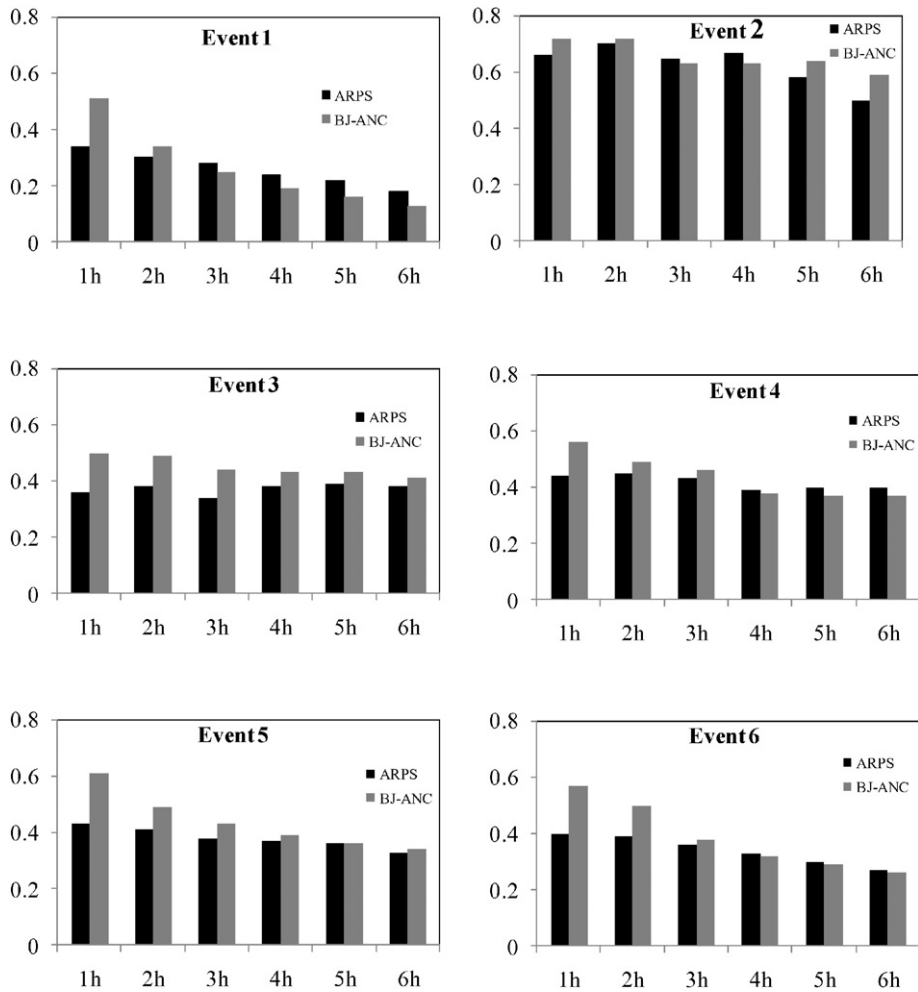 Event 1
0.8
0.6
0.4
0.2
0
ARPS
BJ-ANC
1h 2h 3h 4h 5h 6h
Event 2
0.8
0.6
0.4
0.2
0
ARPS
BJ-ANC
1h 2h 3h 4h 5h 6h
Event 3
0.8
0.6
0.4
0.2
0
ARPS
BJ-ANC
1h 2h 3h 4h 5h 6h
Event 4
0.8
0.6
0.4
0.2
0
ARPS
BJ-ANC
1h 2h 3h 4h 5h 6h
Event 5
0.8
0.6
0.4
0.2
0
ARPS
BJ-ANC
1h 2h 3h 4h 5h 6h
Event 6
0.8
0.6
0.4
0.2
0
ARPS
BJ-ANC
1h 2h 3h 4h 5h 6h